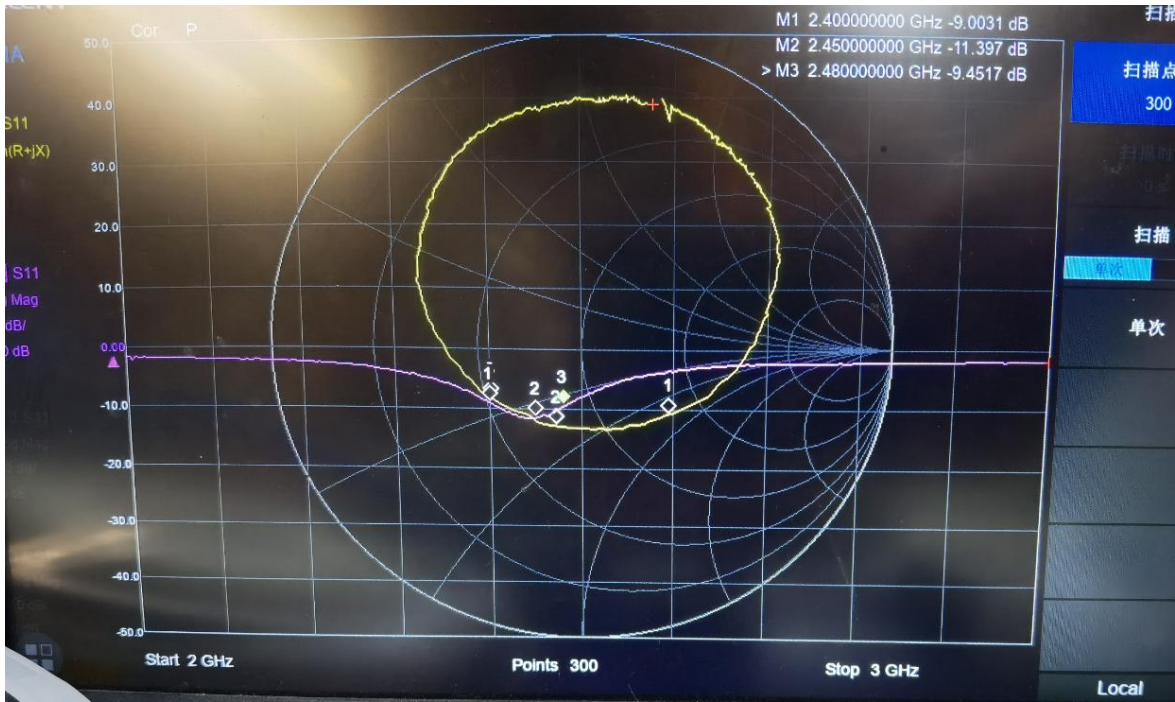 Cor P
M1 2.400000000 GHz -9.0031 dB
M2 2.450000000 GHz -11.397 dB
> M3 2.480000000 GHz -9.4517 dB
50.0
40.0
30.0
20.0
10.0
0.00
-10.0
-20.0
-30.0
-40.0
-50.0
S11
(R+jX)
S11
Mag
dB/
dB
1
2
3
2
1
扫描点
300
扫描
单次
单次
Start 2 GHz
Points 300
Stop 3 GHz
Local